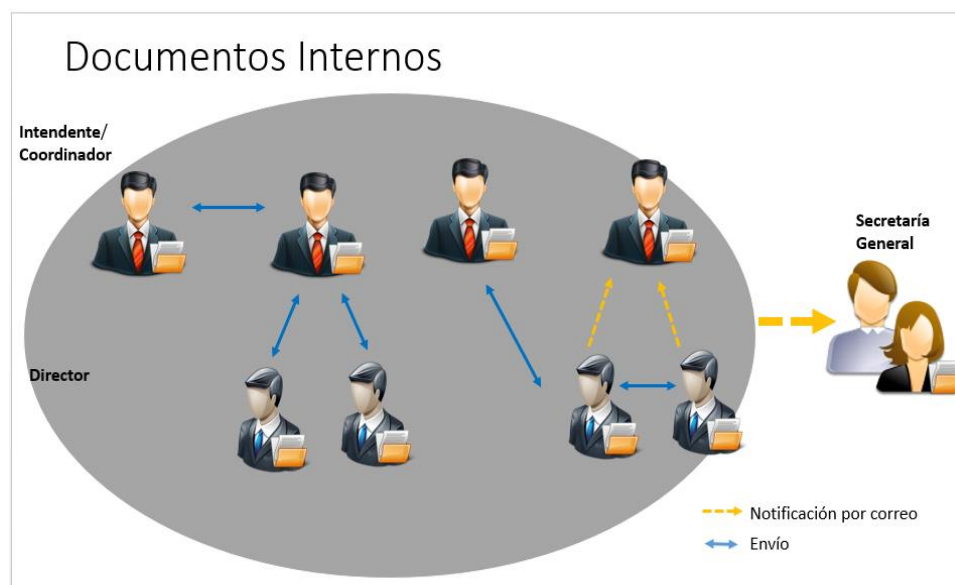 Documentos Internos
Intendente/
Coordinador
Secretaría
General
Director
Notificación por correo
Envío